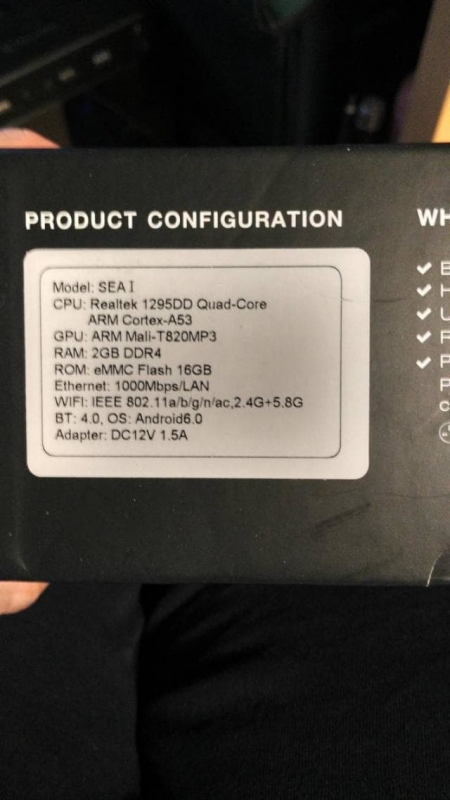 PRODUCT CONFIGURATION
Model: SEA I
CPU: Realtek 1295DD Quad-Core
ARM Cortex-A53
GPU: ARM Mali-T820MP3
RAM: 2GB DDR4
ROM: eMMC Flash 16GB
Ethernet: 1000Mbps/LAN
WIFI: IEEE 802.11a/b/g/n/ac,2.4G+5.8G
BT: 4.0, OS: Android6.0
Adapter: DC12V 1.5A